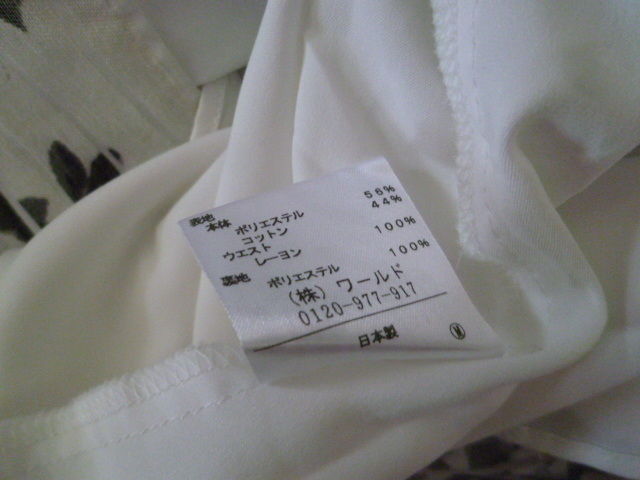 表地
本体 ポリエステル 56%
コットン 44%
ウエスト
レーヨン 100%
裏地 ポリエステル 100%
(株) ワールド
0120-977-917
日本製 Ⓜ